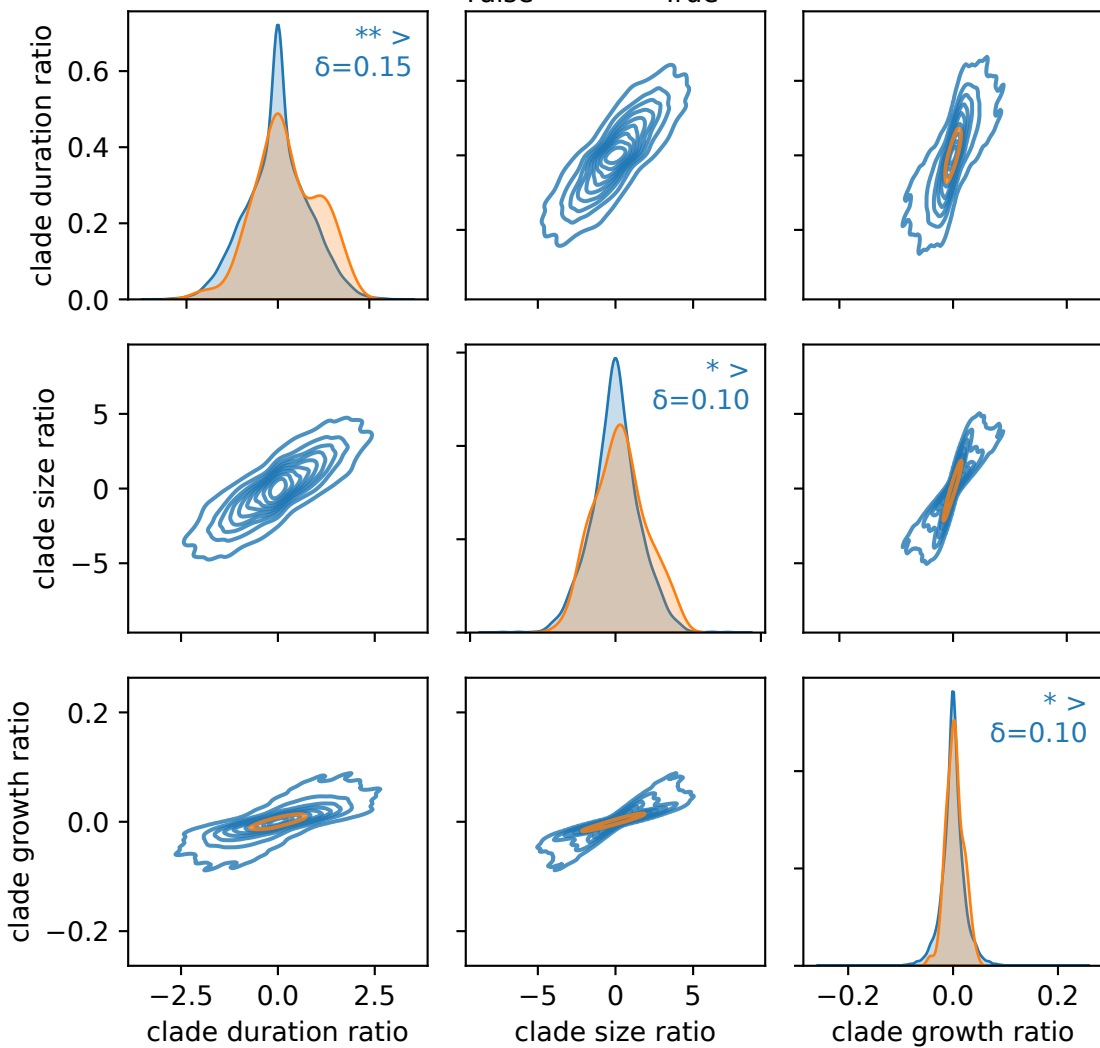 False True
clade duration ratio
0.6
0.4
0.2
0.0
** >
δ=0.15
clade size ratio
5
0
−5
* >
δ=0.10
clade growth ratio
0.2
0.0
−0.2
* >
δ=0.10
−2.5 0.0 2.5
clade duration ratio
−5 0 5
clade size ratio
−0.2 0.0 0.2
clade growth ratio